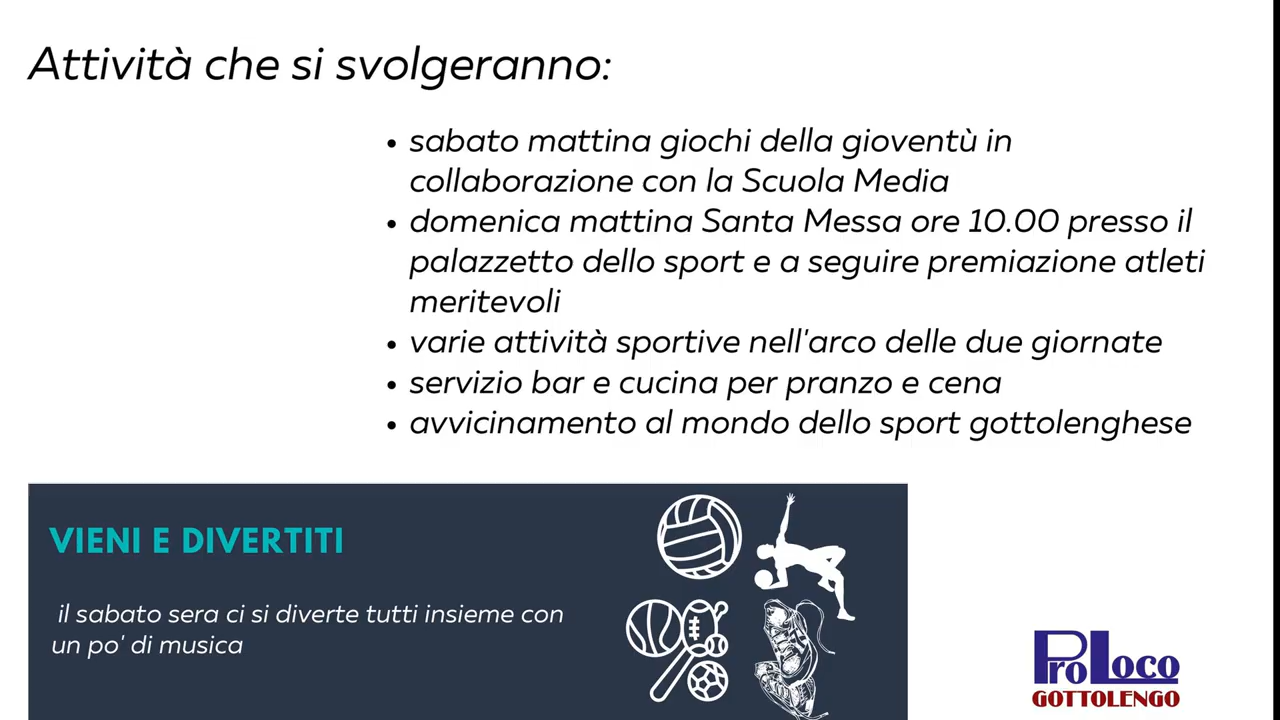 Attività che si svolgeranno:
• sabato mattina giochi della gioventù in
collaborazione con la Scuola Media
• domenica mattina Santa Messa ore 10.00 presso il
palazzetto dello sport e a seguire premiazione atleti
meritevoli
• varie attività sportive nell'arco delle due giornate
• servizio bar e cucina per pranzo e cena
• avvicinamento al mondo dello sport gottolenghese
VIENI E DIVERTITI
il sabato sera ci si diverte tutti insieme con
un po' di musica
ProLoco
GOTTOLENGO